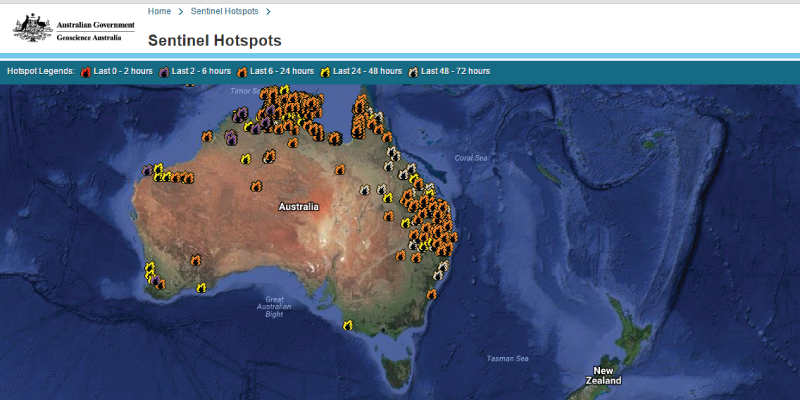 Home > Sentinel Hotspots >
Australian Government
Geoscience Australia
Sentinel Hotspots
Hotspot Legends: Last 0 - 2 hours Last 2 - 6 hours Last 6 - 24 hours Last 24 - 48 hours Last 48 - 72 hours
Timor
Coral Sea
Australia
Great
Australian
Bight
Tasman Sea
New
Zealand